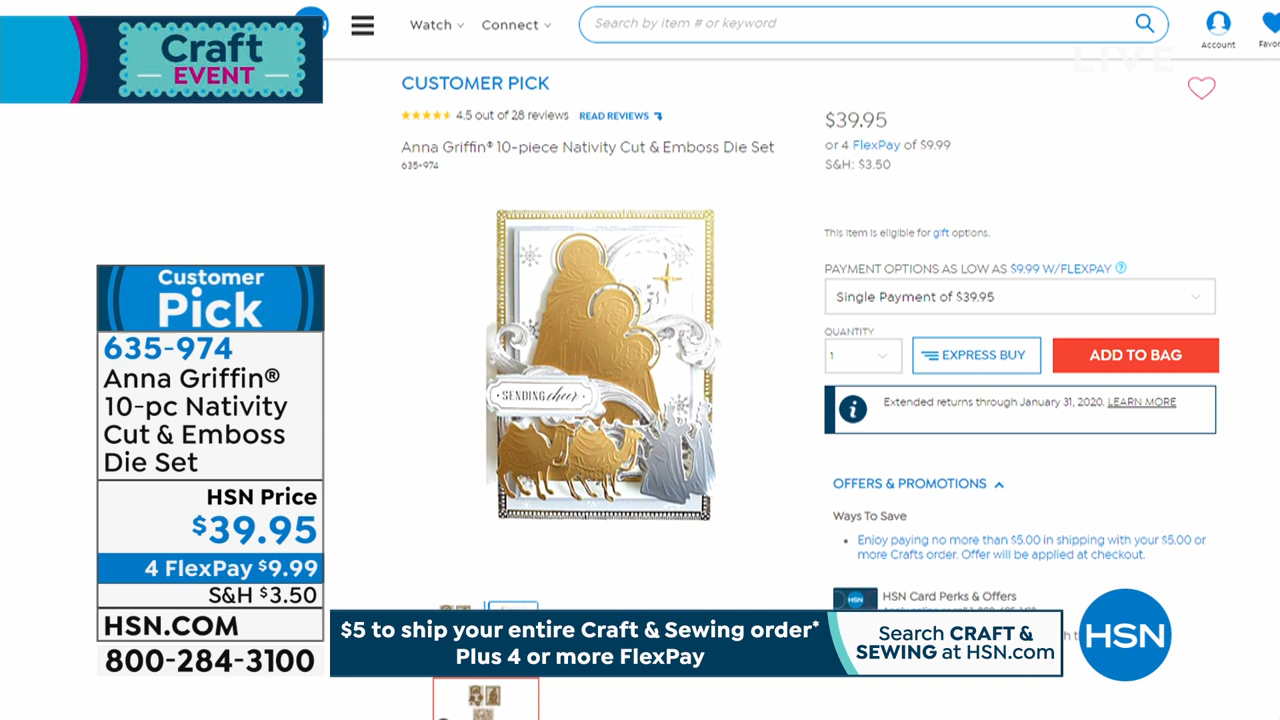 Craft
EVENT
Watch
Connect
Search by item # or keyword
Account
LIVE
CUSTOMER PICK
4.5 out of 28 reviews READ REVIEWS
Anna Griffin® 10-piece Nativity Cut & Emboss Die Set
635-974
$39.95
or 4 FlexPay of $9.99
S&H: $3.50
This item is eligible for gift options.
PAYMENT OPTIONS AS LOW AS $9.99 W/FLEXPAY ?
Single Payment of $39.95
QUANTITY
1
EXPRESS BUY
ADD TO BAG
i Extended returns through January 31, 2020. LEARN MORE
OFFERS & PROMOTIONS
Ways To Save
• Enjoy paying no more than $5.00 in shipping with your $5.00 or
more Crafts order. Offer will be applied at checkout.
HSN
HSN Card Perks & Offers
SENDING cheer
Customer
Pick
635-974
Anna Griffin®
10-pc Nativity
Cut & Emboss
Die Set
HSN Price
$39.95
4 FlexPay $9.99
S&H $3.50
HSN.COM
800-284-3100
$5 to ship your entire Craft & Sewing order*
Plus 4 or more FlexPay
Search CRAFT &
SEWING at HSN.com
HSN